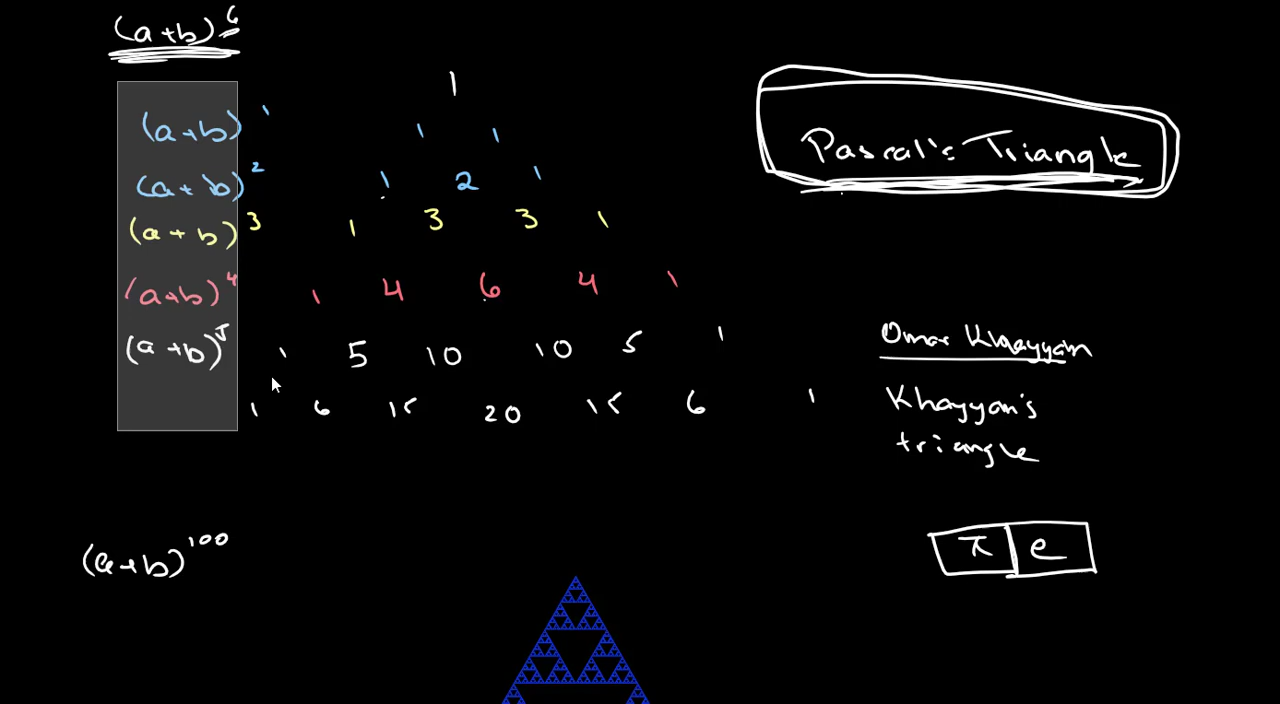 (a+b)⁶
1
Pascal's Triangle
(a+b)¹ 1 1
(a+b)² 1 2 1
(a+b)³ 1 3 3 1
(a+b)⁴ 1 4 6 4 1
(a+b)⁵ 1 5 10 10 5 1
1 6 15 20 15 6 1
Omar Khayyam
Khayyam's
triangle
(a+b)¹⁰⁰
π e